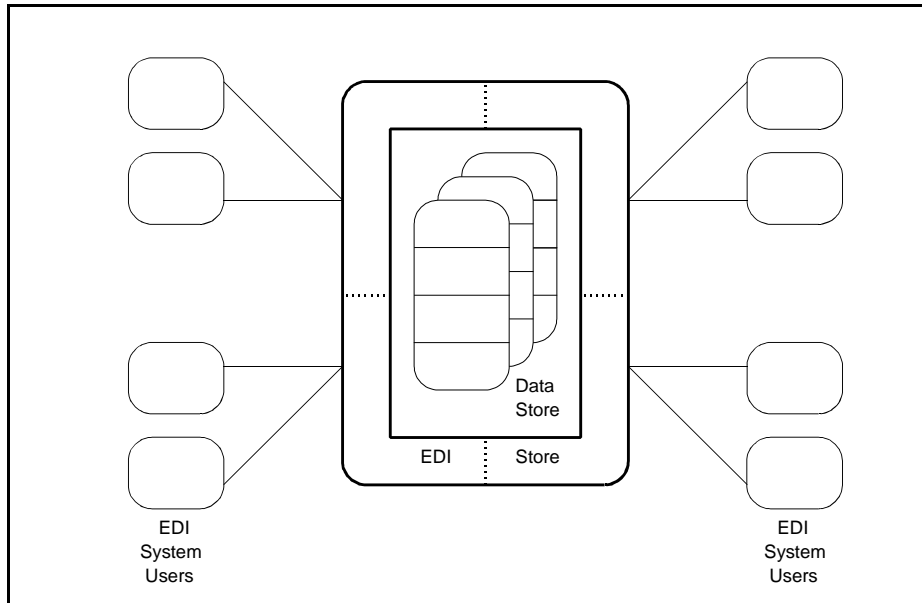 Data
Store
EDI Store
EDI
System
Users
EDI
System
Users